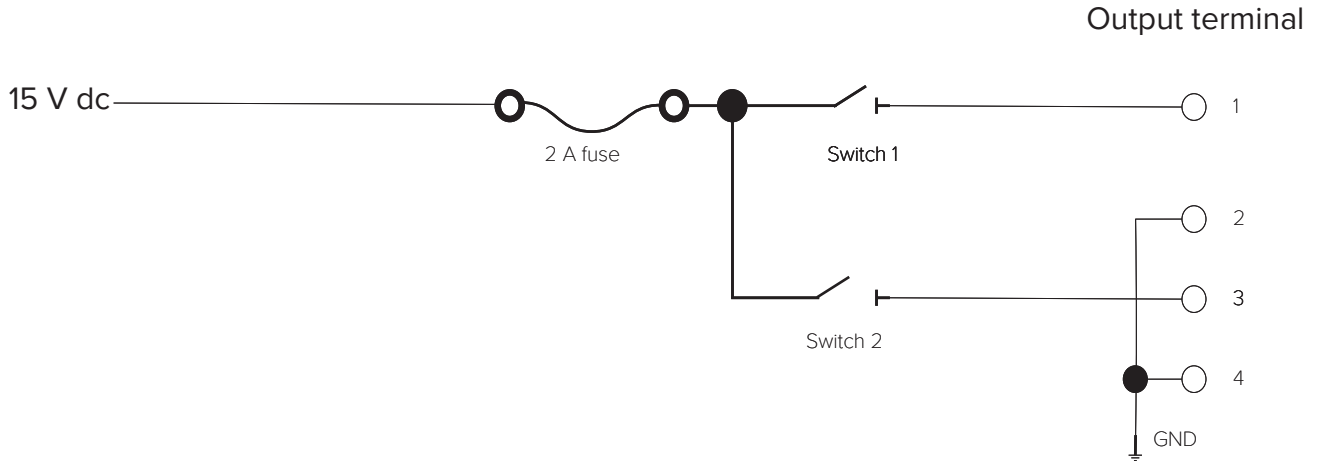 Output terminal
15 V dc
1
2 A fuse
Switch 1
2
3
Switch 2
4
GND